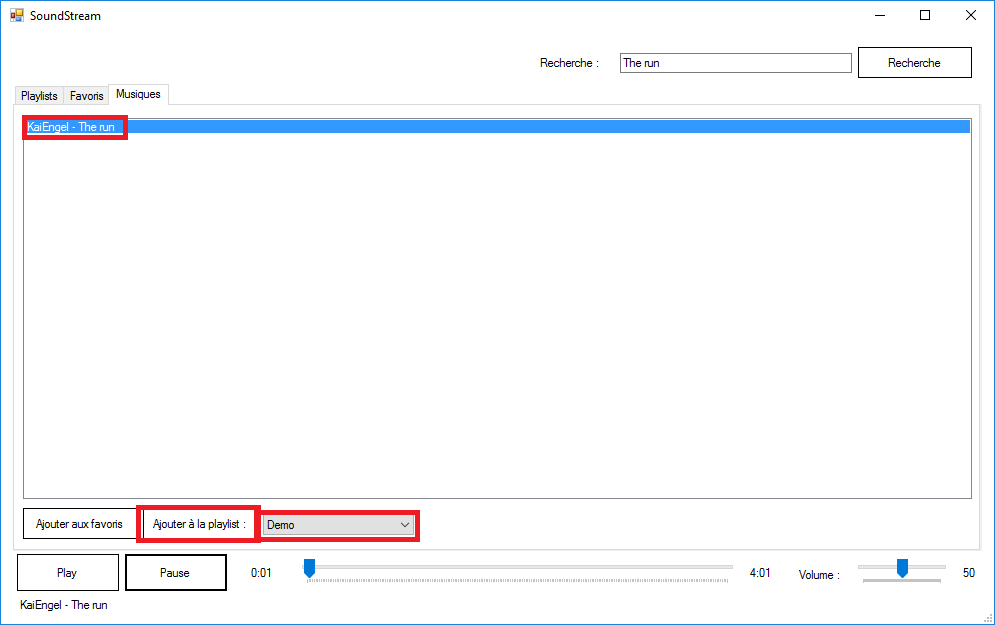 SoundStream
Recherche : The run Recherche
Playlists Favoris Musiques
KaiEngel - The run
Ajouter aux favoris Ajouter à la playlist : Demo
Play Pause 0:01 4:01 Volume : 50
KaiEngel - The run